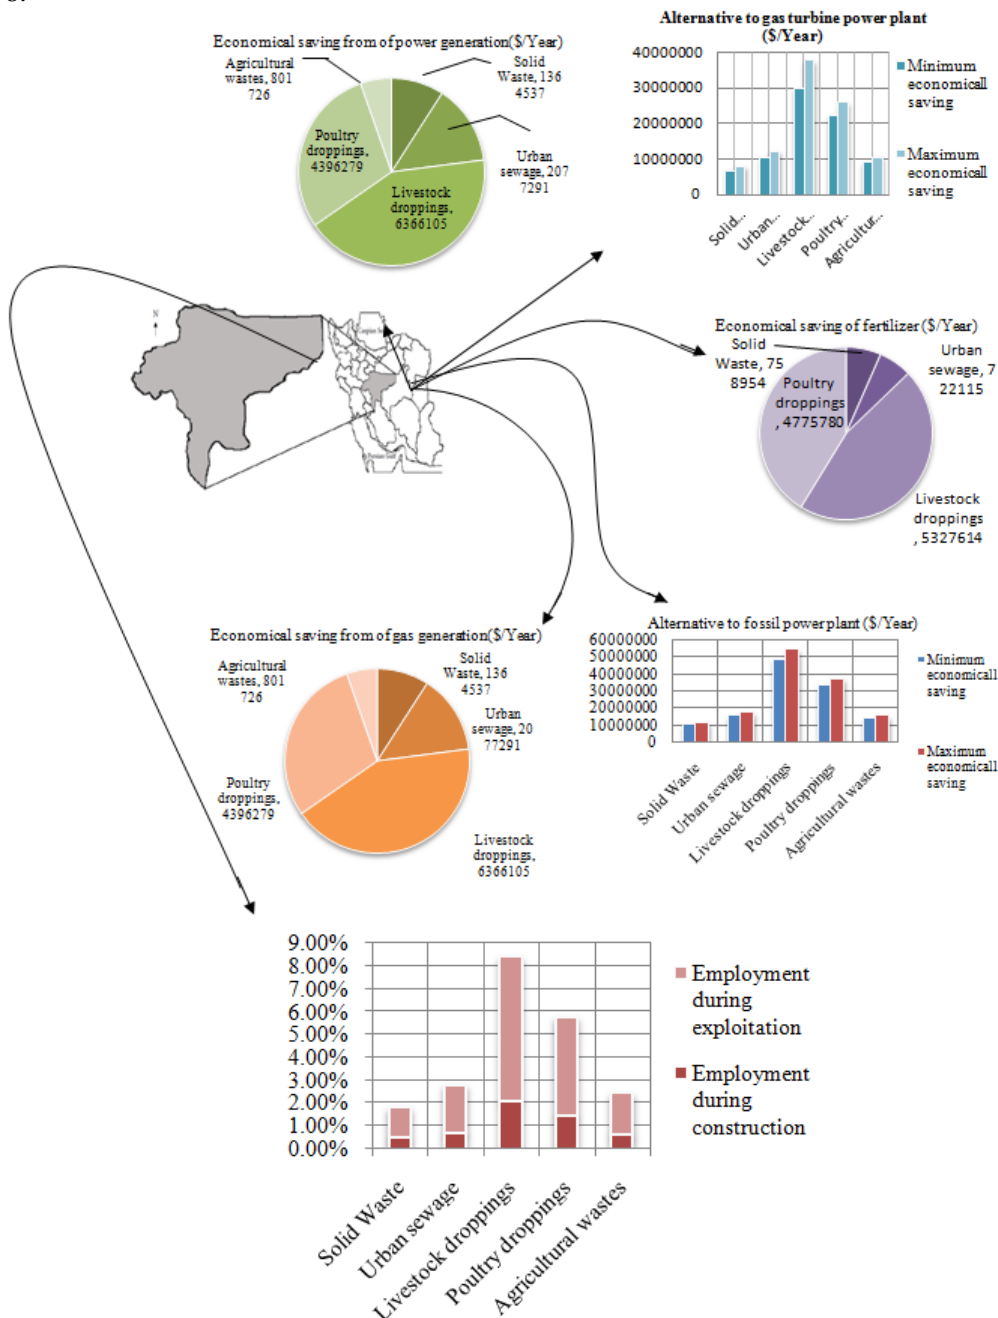 Economical saving from of power generation($/Year)
Agricultural
wastes, 801
726
Solid
Waste, 136
4537
Poultry
droppings,
4396279
Urban
sewage, 207
7291
Livestock
droppings,
6366105
Alternative to gas turbine power plant
($/Year)
40000000
30000000
20000000
10000000
0
Solid...
Urban...
Livestock..
Poultry...
Agricultur...
Minimum
economicall
saving
Maximum
economicall
saving
N
Persian Gulf
Economical saving of fertilizer ($/Year)
Solid
Waste, 75
8954
Urban
sewage, 7
22115
Poultry
droppings
, 4775780
Livestock
droppings
, 5327614
Economical saving from of gas generation($/Year)
Agricultural
wastes, 801
726
Solid
Waste, 136
4537
Urban
sewage, 20
77291
Poultry
droppings,
4396279
Livestock
droppings,
6366105
Alternative to fossil power plant ($/Year)
60000000
50000000
40000000
30000000
20000000
10000000
0
Solid Waste
Urban sewage
Livestock droppings
Poultry droppings
Agricultural wastes
Minimum
economicall
saving
Maximum
economicall
saving
9.00%
8.00%
7.00%
6.00%
5.00%
4.00%
3.00%
2.00%
1.00%
0.00%
Solid Waste
Urban sewage
Livestock droppings
Poultry droppings
Agricultural wastes
Employment
during
exploitation
Employment
during
construction